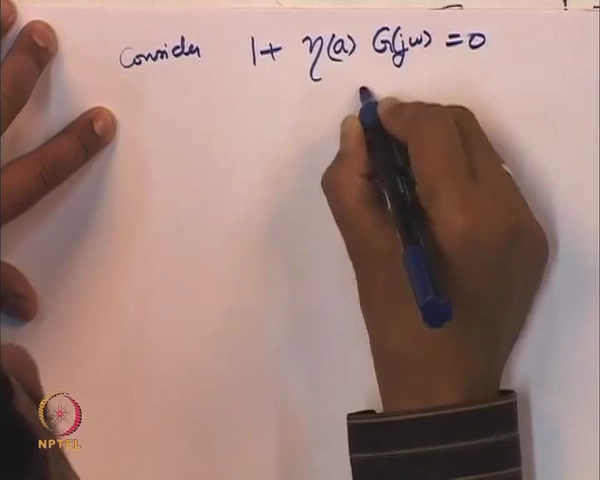 Consider 1 + η(a) G(jω) = 0
NPTEL